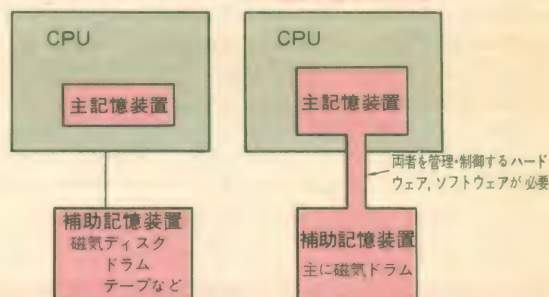 CPU
主記憶装置
補助記憶装置
磁気ディスク
ドラム
テープなど
CPU
主記憶装置
両者を管理・制御するハード
ウェア,ソフトウェアが必要
補助記憶装置
主に磁気ドラム